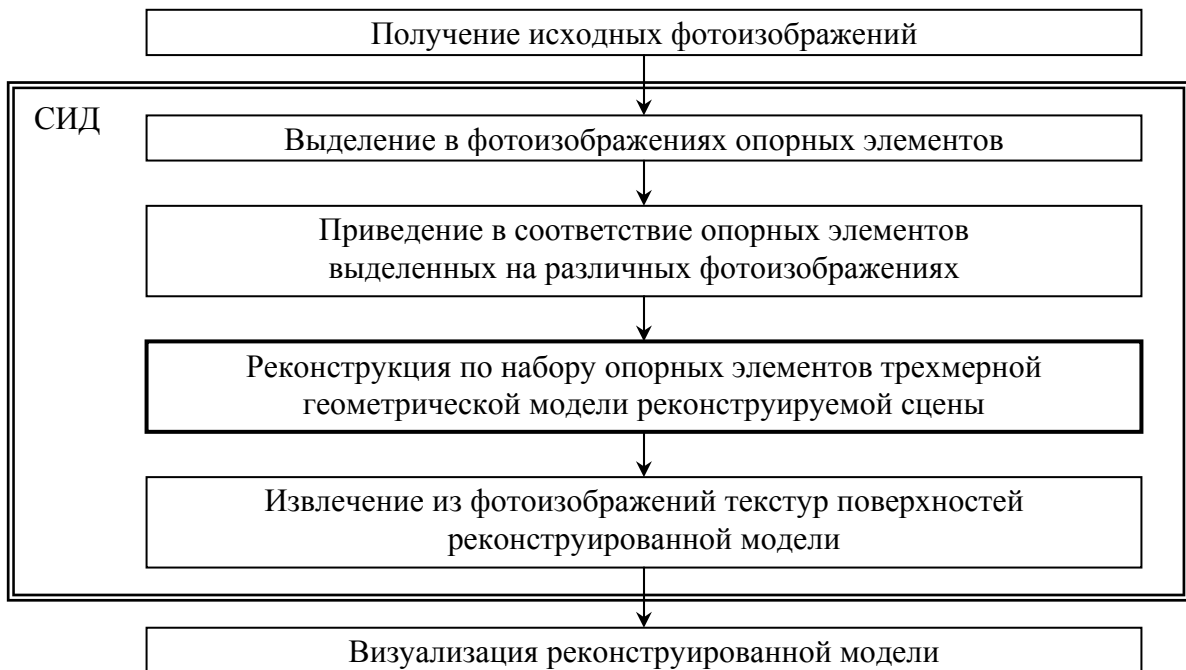 Получение исходных фотоизображений
СИД
Выделение в фотоизображениях опорных элементов
Приведение в соответствие опорных элементов
выделенных на различных фотоизображениях
Реконструкция по набору опорных элементов трехмерной
геометрической модели реконструируемой сцены
Извлечение из фотоизображений текстур поверхностей
реконструированной модели
Визуализация реконструированной модели